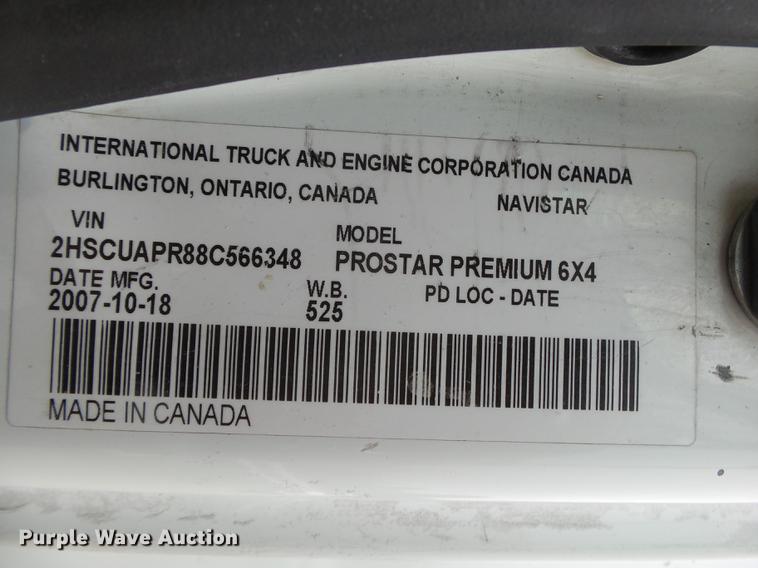 INTERNATIONAL TRUCK AND ENGINE CORPORATION CANADA
BURLINGTON, ONTARIO, CANADA NAVISTAR
VIN MODEL
2HSCUAPR88C566348 PROSTAR PREMIUM 6X4
DATE MFG. W.B. PD LOC - DATE
2007-10-18 525
MADE IN CANADA
Purple Wave Auction